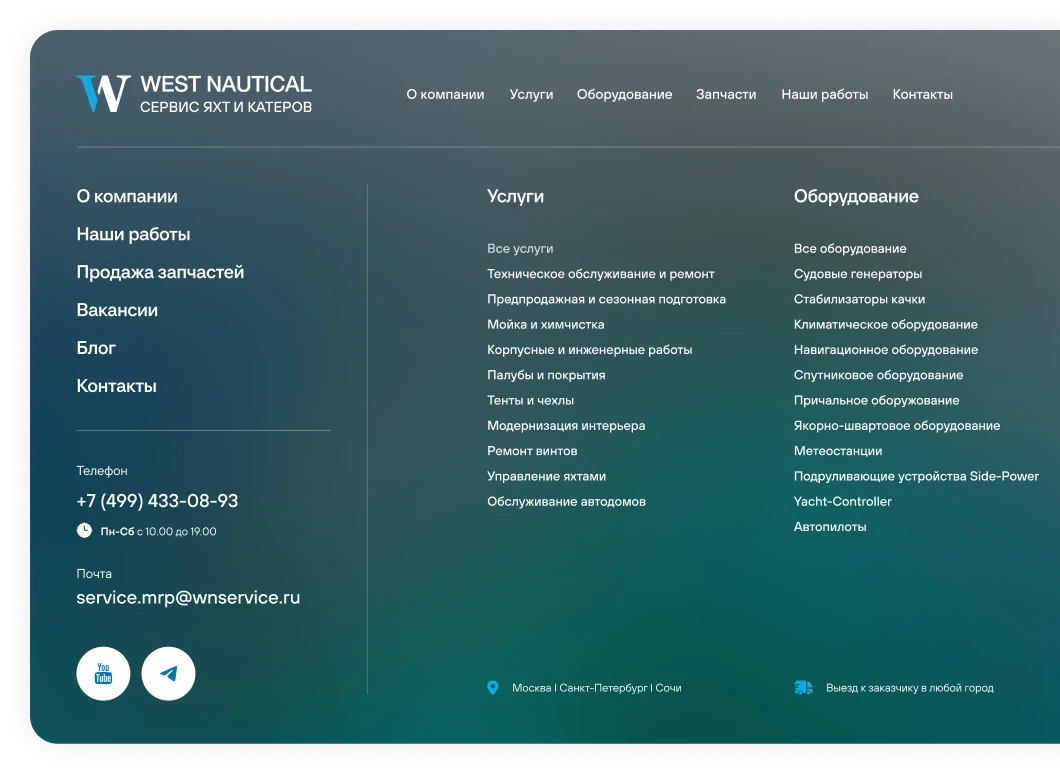 WEST NAUTICAL
СЕРВИС ЯХТ И КАТЕРОВ
О компании Услуги Оборудование Запчасти Наши работы Контакты
О компании
Наши работы
Продажа запчастей
Вакансии
Блог
Контакты
Телефон
+7 (499) 433-08-93
Пн-Сб с 10.00 до 19.00
Почта
service.mrp@wnservice.ru
You
Tube
Услуги
Все услуги
Техническое обслуживание и ремонт
Предпродажная и сезонная подготовка
Мойка и химчистка
Корпусные и инженерные работы
Палубы и покрытия
Тенты и чехлы
Модернизация интерьера
Ремонт винтов
Управление яхтами
Обслуживание автодомов
Москва | Санкт-Петербург | Сочи
Оборудование
Все оборудование
Судовые генераторы
Стабилизаторы качки
Климатическое оборудование
Навигационное оборудование
Спутниковое оборудование
Причальное оборужование
Якорно-швартовое оборудование
Метеостанции
Подруливающие устройства Side-Power
Yacht-Controller
Автопилоты
Выезд к заказчику в любой город